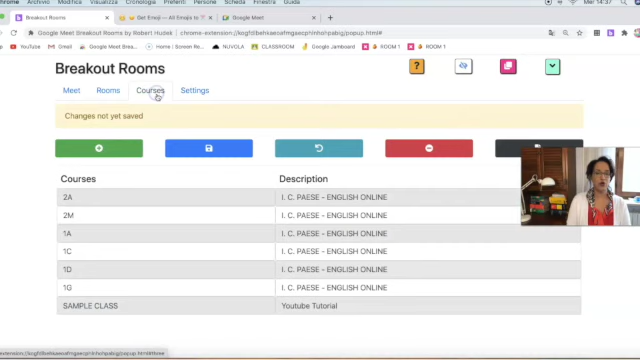 Chrome Archivio Modifica Visualizza Cronologia Preferiti Persone Scheda Finestra Guida
Mar 14:37
Breakout Rooms
Get Emoji — All Emojis to
Google Meet
Google Meet Breakout Rooms by Robert Hudek
YouTube
Gmail
Google Meet Brea...
Home | Screen Re...
NUVOLA
CLASSROOM
Google Jamboard
ROOM 1
ROOM 1
Breakout Rooms
?
Meet
Rooms
Courses
Settings
Changes not yet saved
Courses Description
2A I. C. PAESE - ENGLISH ONLINE
2M I. C. PAESE - ENGLISH ONLINE
1A I. C. PAESE - ENGLISH ONLINE
1C I. C. PAESE - ENGLISH ONLINE
1D I. C. PAESE - ENGLISH ONLINE
1G I. C. PAESE - ENGLISH ONLINE
SAMPLE CLASS Youtube Tutorial